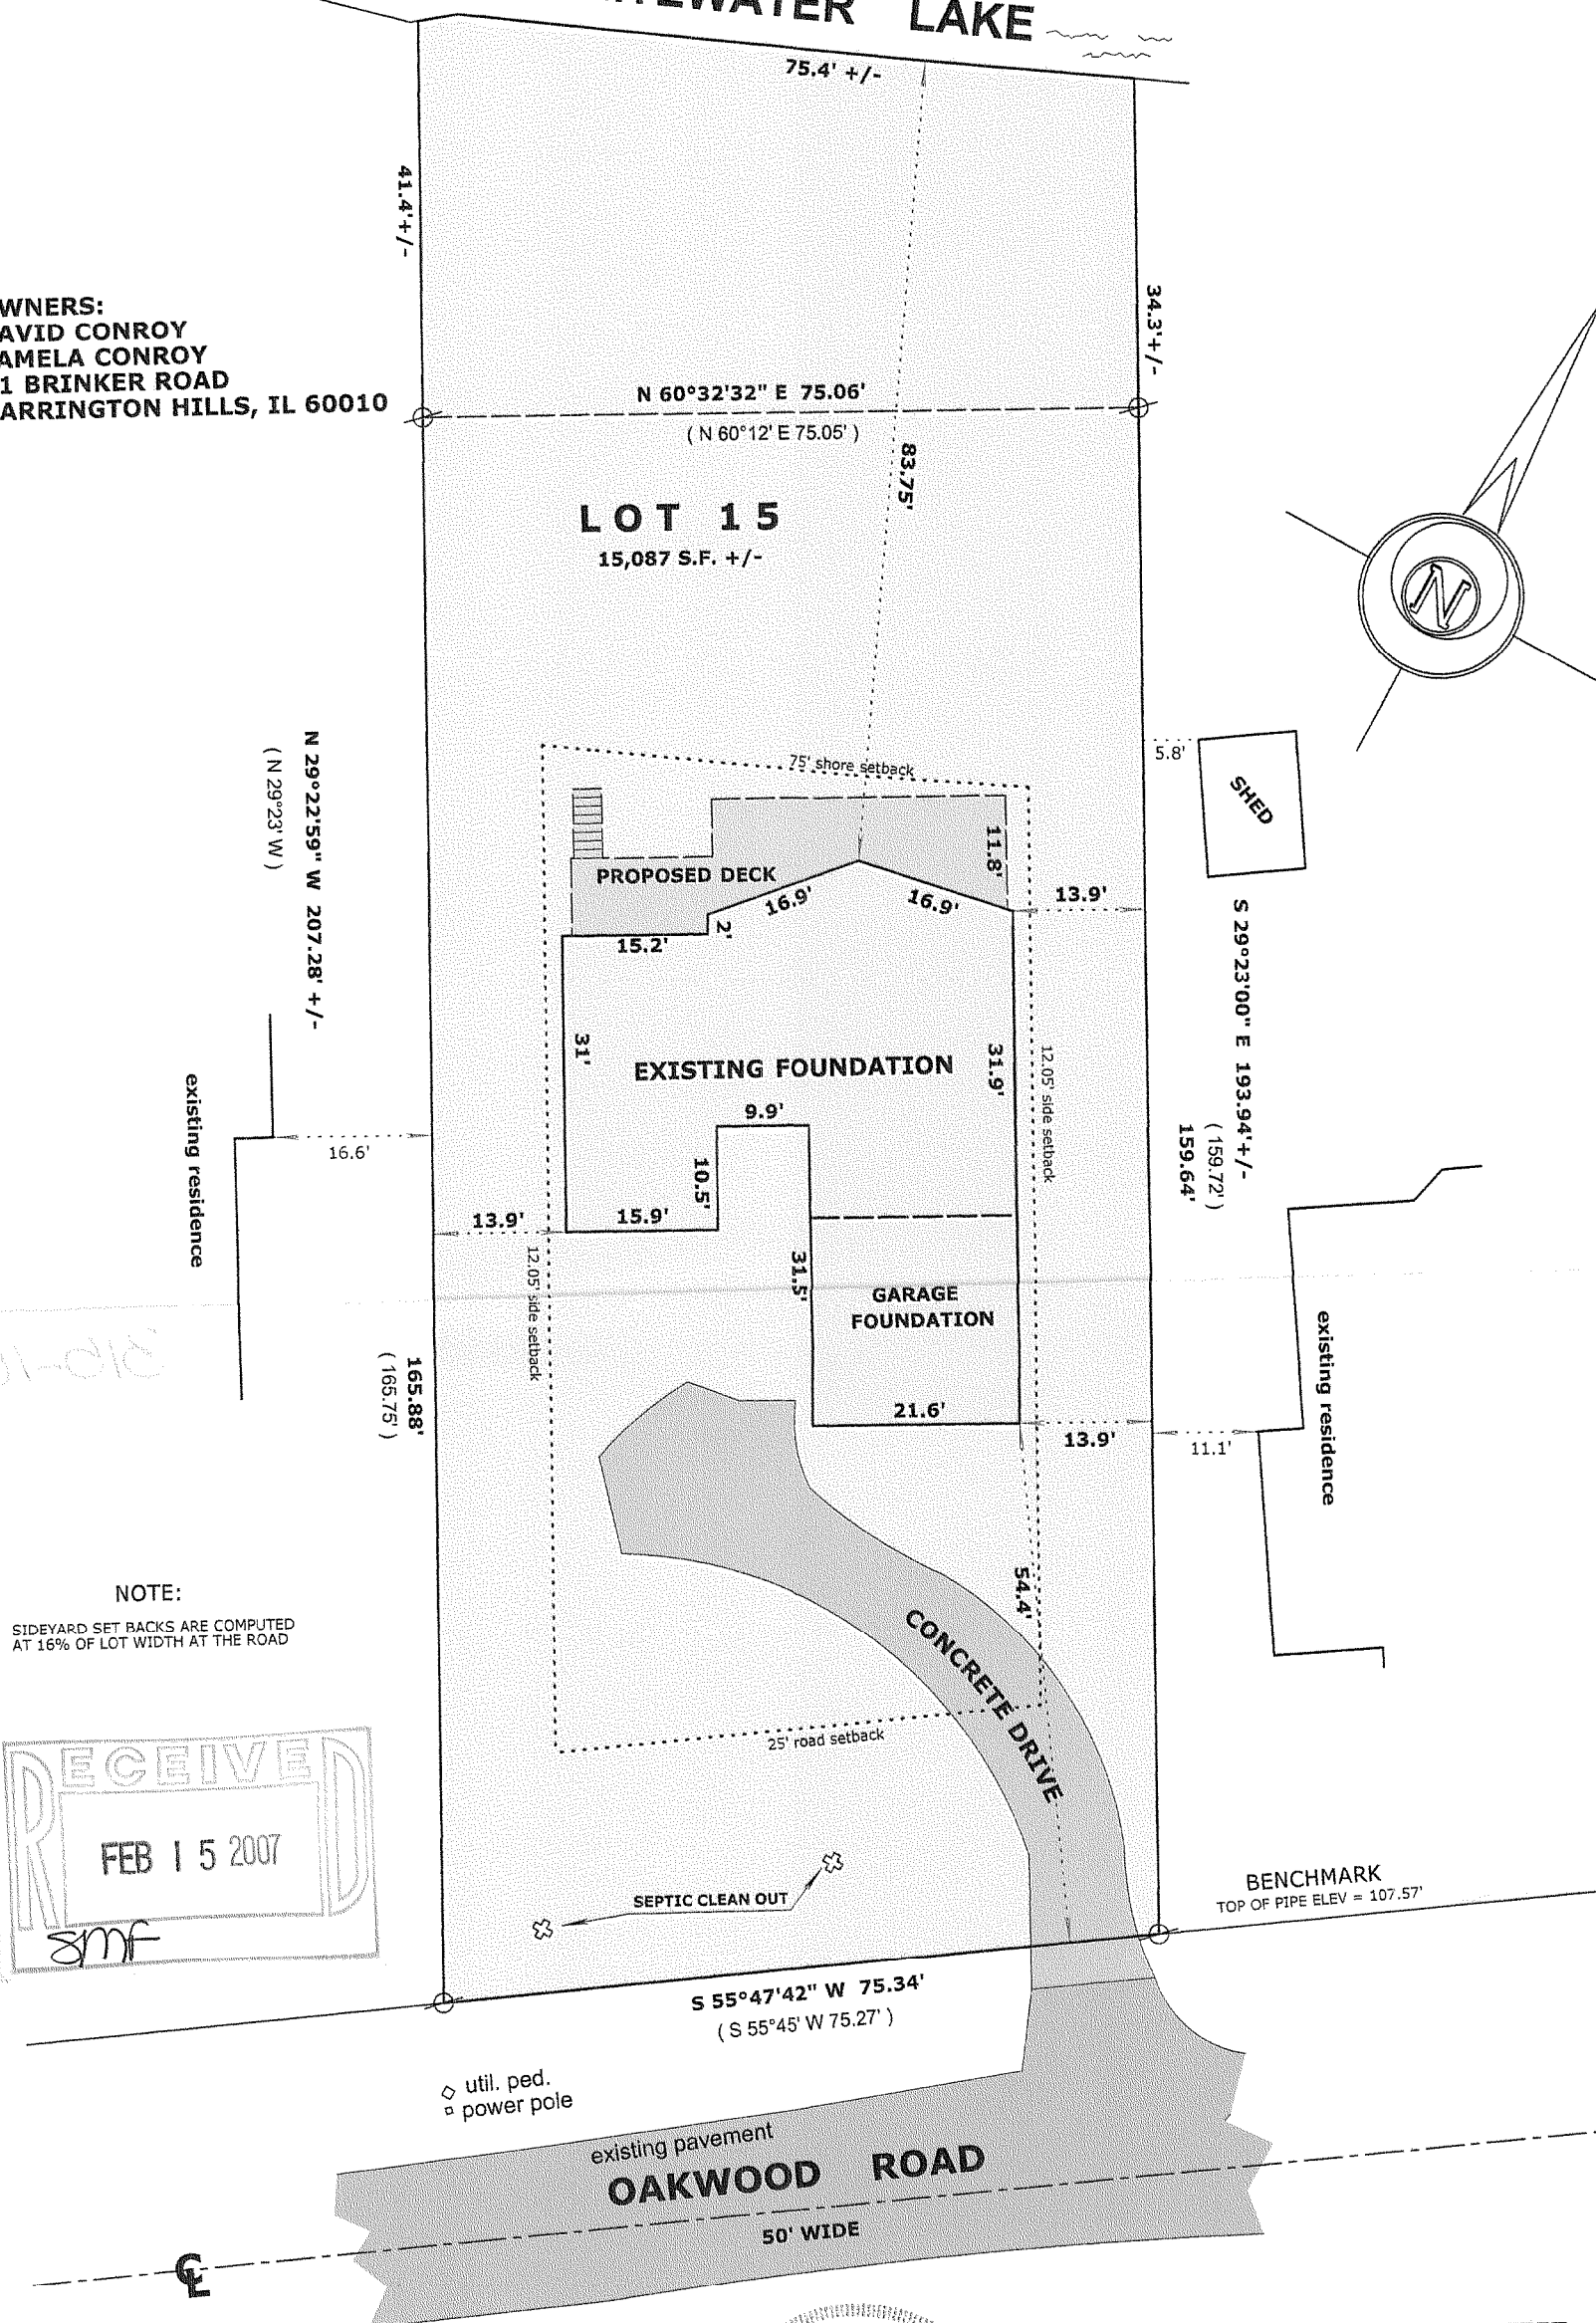 LAKE
75.4' +/-
41.4'+/-
34.3'+/-
WNERS:
AVID CONROY
AMELA CONROY
1 BRINKER ROAD
ARRINGTON HILLS, IL 60010
N 60°32'32" E 75.06'
( N 60°12' E 75.05' )
83.75'
LOT 15
15,087 S.F. +/-
N
N 29°22'59" W 207.28' +/-
( N 29°23' W )
75' shore setback
5.8'
SHED
PROPOSED DECK
11.8'
16.9'
16.9'
13.9'
2'
15.2'
S 29°23'00" E 193.94'+/-
( 159.72' )
159.64'
31'
EXISTING FOUNDATION
31.9'
12.05' side setback
9.9'
10.5'
existing residence
16.6'
13.9'
15.9'
12.05' side setback
31.5'
GARAGE
FOUNDATION
existing residence
165.88'
( 165.75' )
21.6'
13.9'
11.1'
54.4'
NOTE:
SIDEYARD SET BACKS ARE COMPUTED
AT 16% OF LOT WIDTH AT THE ROAD
CONCRETE DRIVE
25' road setback
RECEIVED
FEB 15 2007
SMF
SEPTIC CLEAN OUT
BENCHMARK
TOP OF PIPE ELEV = 107.57'
S 55°47'42" W 75.34'
( S 55°45' W 75.27' )
util. ped.
power pole
existing pavement
OAKWOOD ROAD
50' WIDE
CL